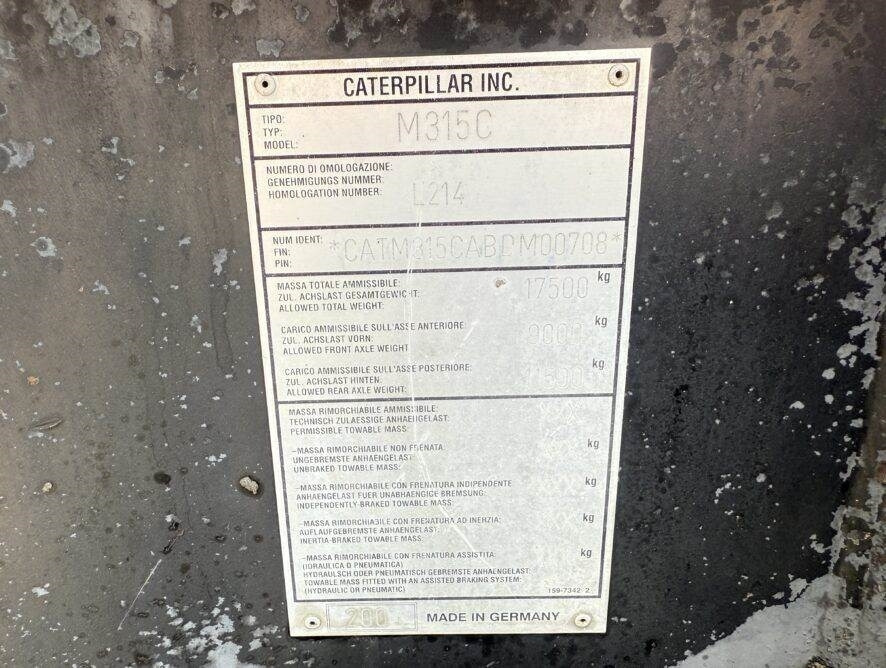 CATERPILLAR INC.
TIPO:
TYP:
MODEL:
M315C
NUMERO DI OMOLOGAZIONE:
GENEHMIGUNGS NUMMER:
HOMOLOGATION NUMBER:
L214
NUM IDENT:
FIN:
PIN:
*CATM315CABDM00708*
MASSA TOTALE AMMISSIBILE:
ZUL. ACHSLAST GESAMTGEWICHT:
ALLOWED TOTAL WEIGHT:
17500 kg
CARICO AMMISSIBILE SULL'ASSE ANTERIORE:
ZUL. ACHSLAST VORN:
ALLOWED FRONT AXLE WEIGHT
9000 kg
CARICO AMMISSIBILE SULL'ASSE POSTERIORE:
ZUL. ACHSLAST HINTEN:
ALLOWED REAR AXLE WEIGHT:
kg
MASSA RIMORCHIABILE AMMISSIBILE:
TECHNISCH ZULAESSIGE ANHAENGELAST:
PERMISSIBLE TOWABLE MASS:
-MASSA RIMORCHIABILE NON FRENATA:
UNGEBREMSTE ANHAENGELAST
UNBRAKED TOWABLE MASS:
kg
-MASSA RIMORCHIABILE CON FRENATURA INDIPENDENTE
ANHAENGELAST FUER UNABHAENGIGE BREMSUNG:
INDEPENDENTLY-BRAKED TOWABLE MASS:
kg
-MASSA RIMORCHIABILE CON FRENATURA AD INERZIA:
AUFLAUFGEBREMSTE ANHAENGELAST:
INERTIA-BRAKED TOWABLE MASS:
kg
-MASSA RIMORCHIABILE CON FRENATURA ASSISTITA:
(IDRAULICA O PNEUMATICA)
HYDRAULSCH ODER PNEUMATISCH GEBREMSTE ANHAENGELAST:
TOWABLE MASS FITTED WITH AN ASSISTED BRAKING SYSTEM:
(HYDRAULIC OR PNEUMATIC)
kg
159-7342 2
200
MADE IN GERMANY